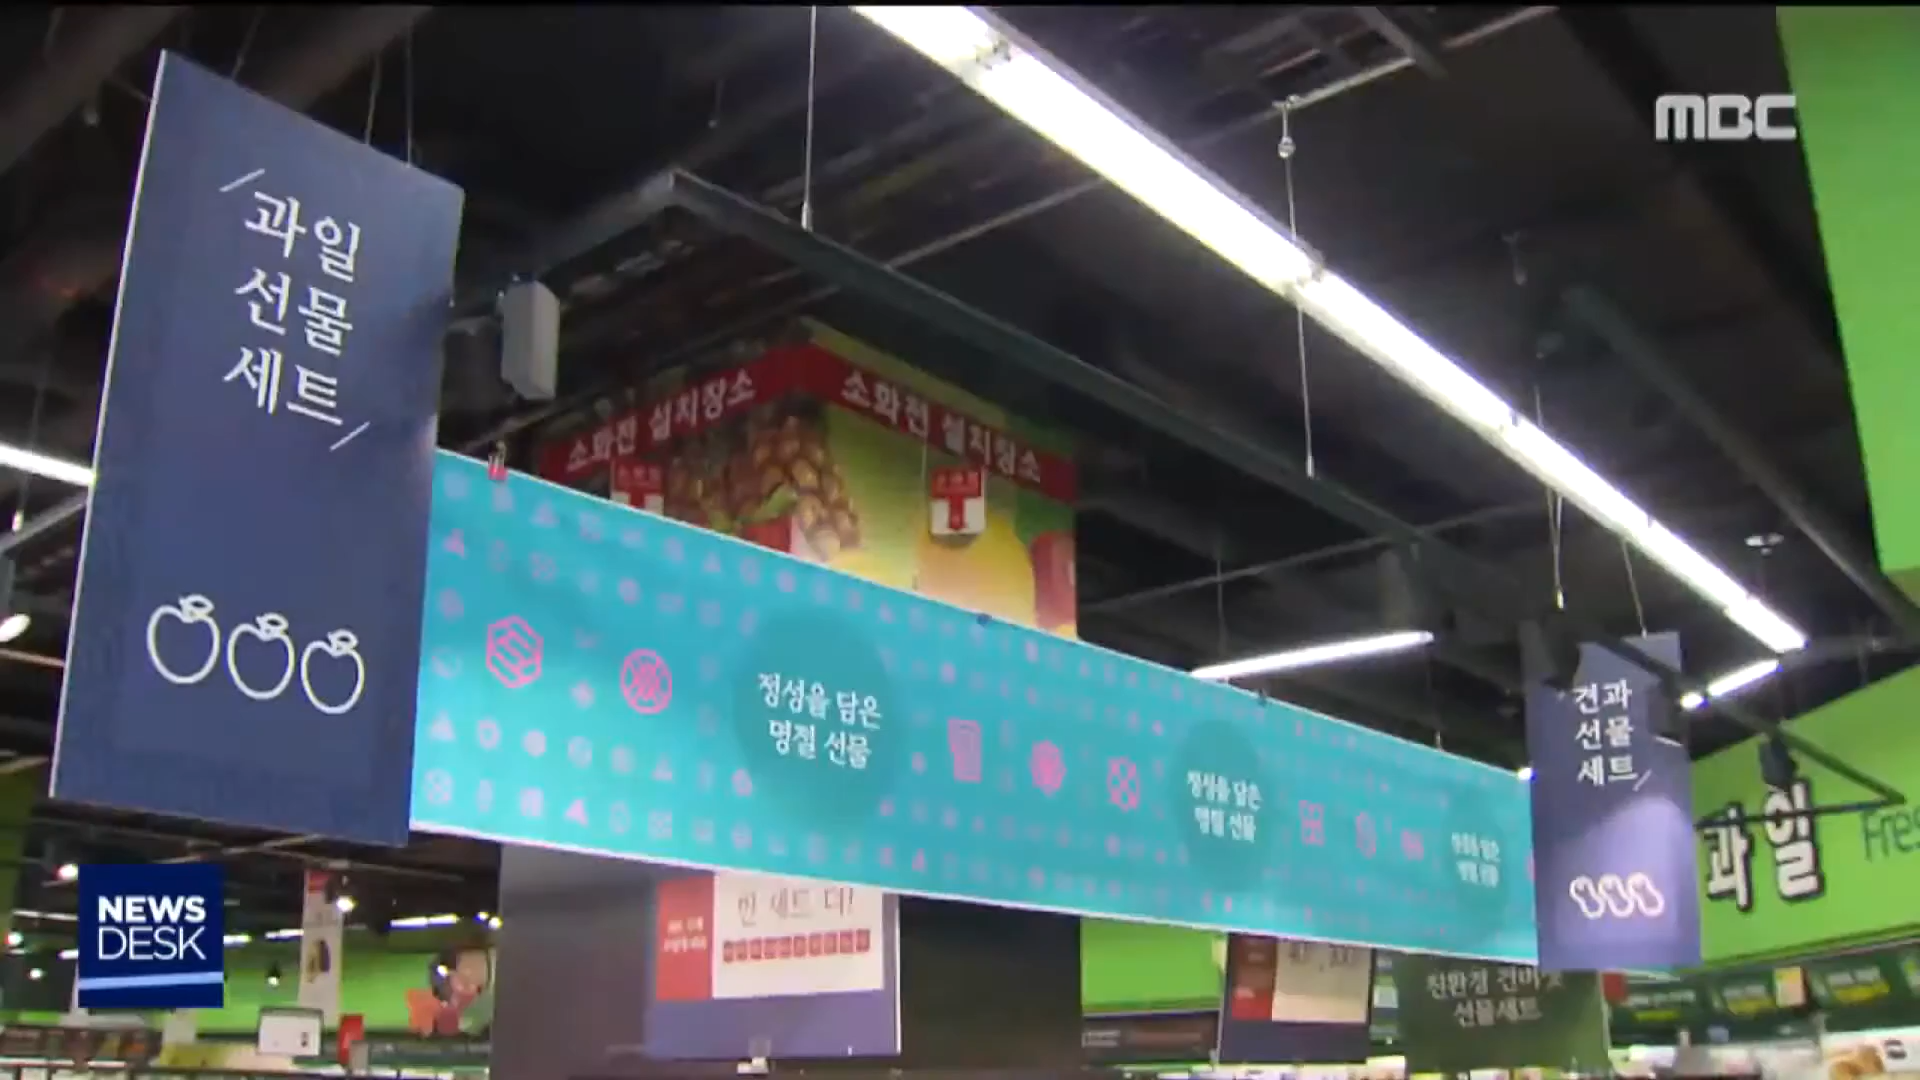 MBC
과일
선물
세트
소화전 설치장소
소화전 설치장소
정성을 담은
명절 선물
정성을 담은
명절 선물
견과
선물
세트
과일
Fres
한 세트 더!
선물세트
NEWS
DESK